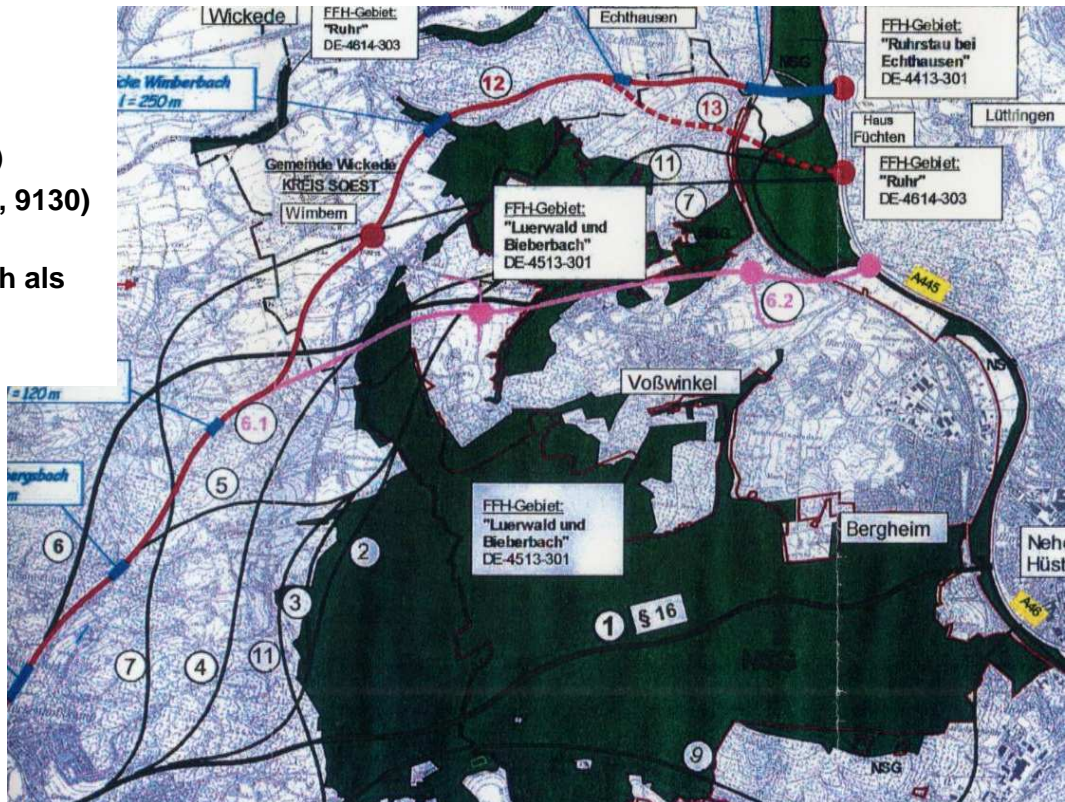 Wickede
FFH-Gebiet:
"Ruhr"
DE-4614-303
Echthausen
NSG
FFH-Gebiet:
"Ruhrstau bei
Echthausen"
DE-4413-301
Wimberbach
l = 250 m
12
13
Haus
Füchten
Lüttringen
)
, 9130)
Gemeinde Wickede
KREIS SOEST
Wimbern
11
7
FFH-Gebiet:
"Luerwald und
Bieberbach"
DE-4513-301
FFH-Gebiet:
"Ruhr"
DE-4614-303
NSG
h als
6.2
A445
NS
= 120 m
6.1
Voßwinkel
5
ergsbach
m
FFH-Gebiet:
"Luerwald und
Bieberbach"
DE-4513-301
Bergheim
6
2
Nehe
Hüst
3
1
§ 16
A46
7
4
11
NSG
9
NSG